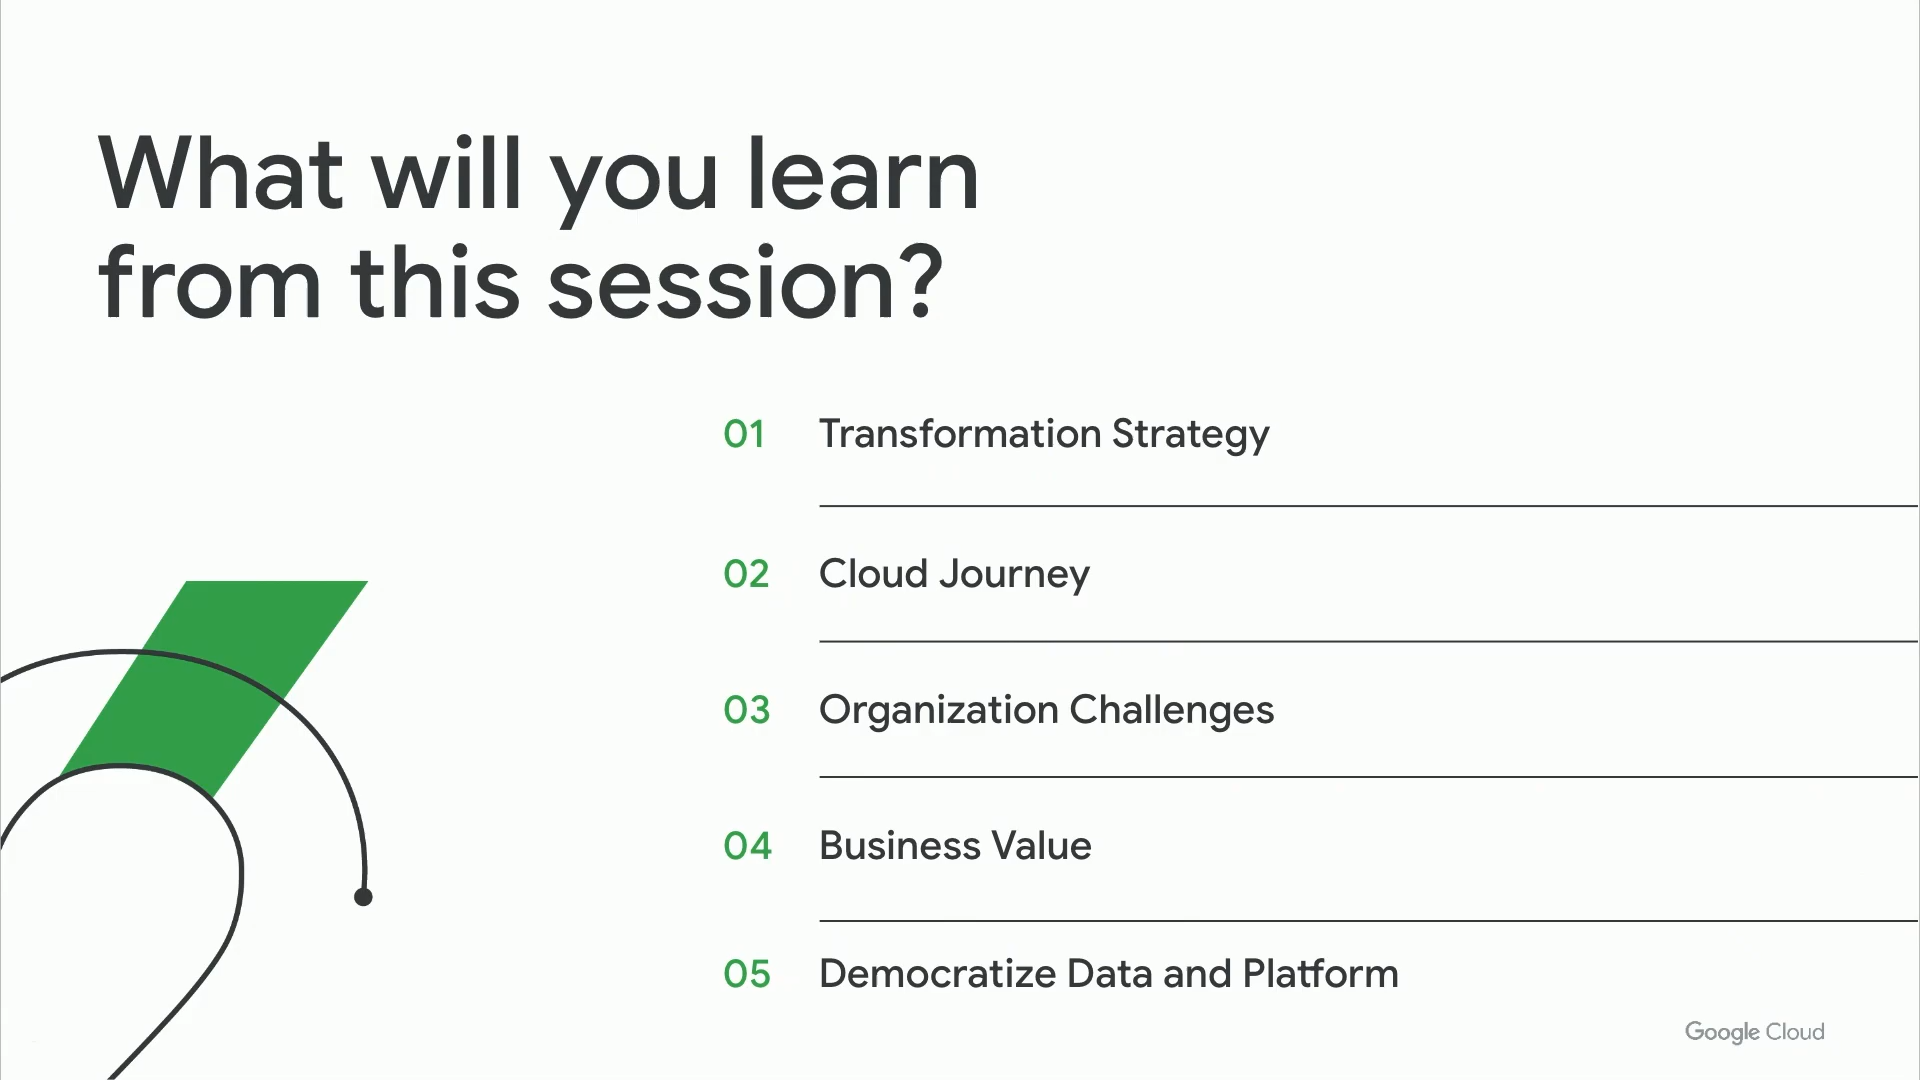 What will you learn
from this session?
01 Transformation Strategy
02 Cloud Journey
03 Organization Challenges
04 Business Value
05 Democratize Data and Platform
Google Cloud